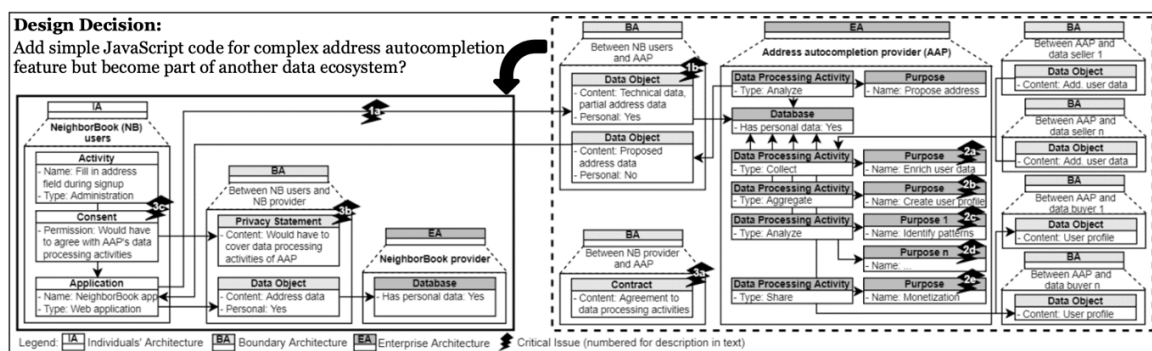 Design Decision:
Add simple JavaScript code for complex address autocompletion
feature but become part of another data ecosystem?
IA
NeighborBook (NB)
users
Activity
- Name: Fill in address
field during signup
- Type: Administration
Consent
3c
- Permission: Would have
to agree with AAP's data
processing activities
Application
- Name: NeighborBook app
- Type: Web application
1a
BA
Between NB users and
NB provider
Privacy Statement
3b
- Content: Would have to
cover data processing
activities of AAP
Data Object
- Content: Address data
- Personal: Yes
EA
NeighborBook provider
Database
- Has personal data: Yes
BA
Between NB users
and AAP
1b
Data Object
- Content: Technical data,
partial address data
- Personal: Yes
Data Object
- Content: Proposed
address data
- Personal: No
BA
Between NB provider
and AAP
3a
Contract
- Content: Agreement to
data processing activities
EA
Address autocompletion provider (AAP)
Data Processing Activity
- Type: Analyze
Purpose
- Name: Propose address
Database
- Has personal data: Yes
Data Processing Activity
- Type: Collect
Purpose
2a
- Name: Enrich user data
Data Processing Activity
- Type: Aggregate
Purpose
2b
- Name: Create user profile
Data Processing Activity
- Type: Analyze
Purpose 1
2c
- Name: Identify patterns
Purpose n
2d
- Name: ...
Data Processing Activity
- Type: Share
Purpose
2e
- Name: Monetization
BA
Between AAP and
data seller 1
Data Object
- Content: Add. user data
BA
Between AAP and
data seller n
Data Object
- Content: Add. user data
BA
Between AAP and
data buyer 1
Data Object
- Content: User profile
BA
Between AAP and
data buyer n
Data Object
- Content: User profile
Legend: IA Individuals' Architecture BA Boundary Architecture EA Enterprise Architecture Critical Issue (numbered for description in text)